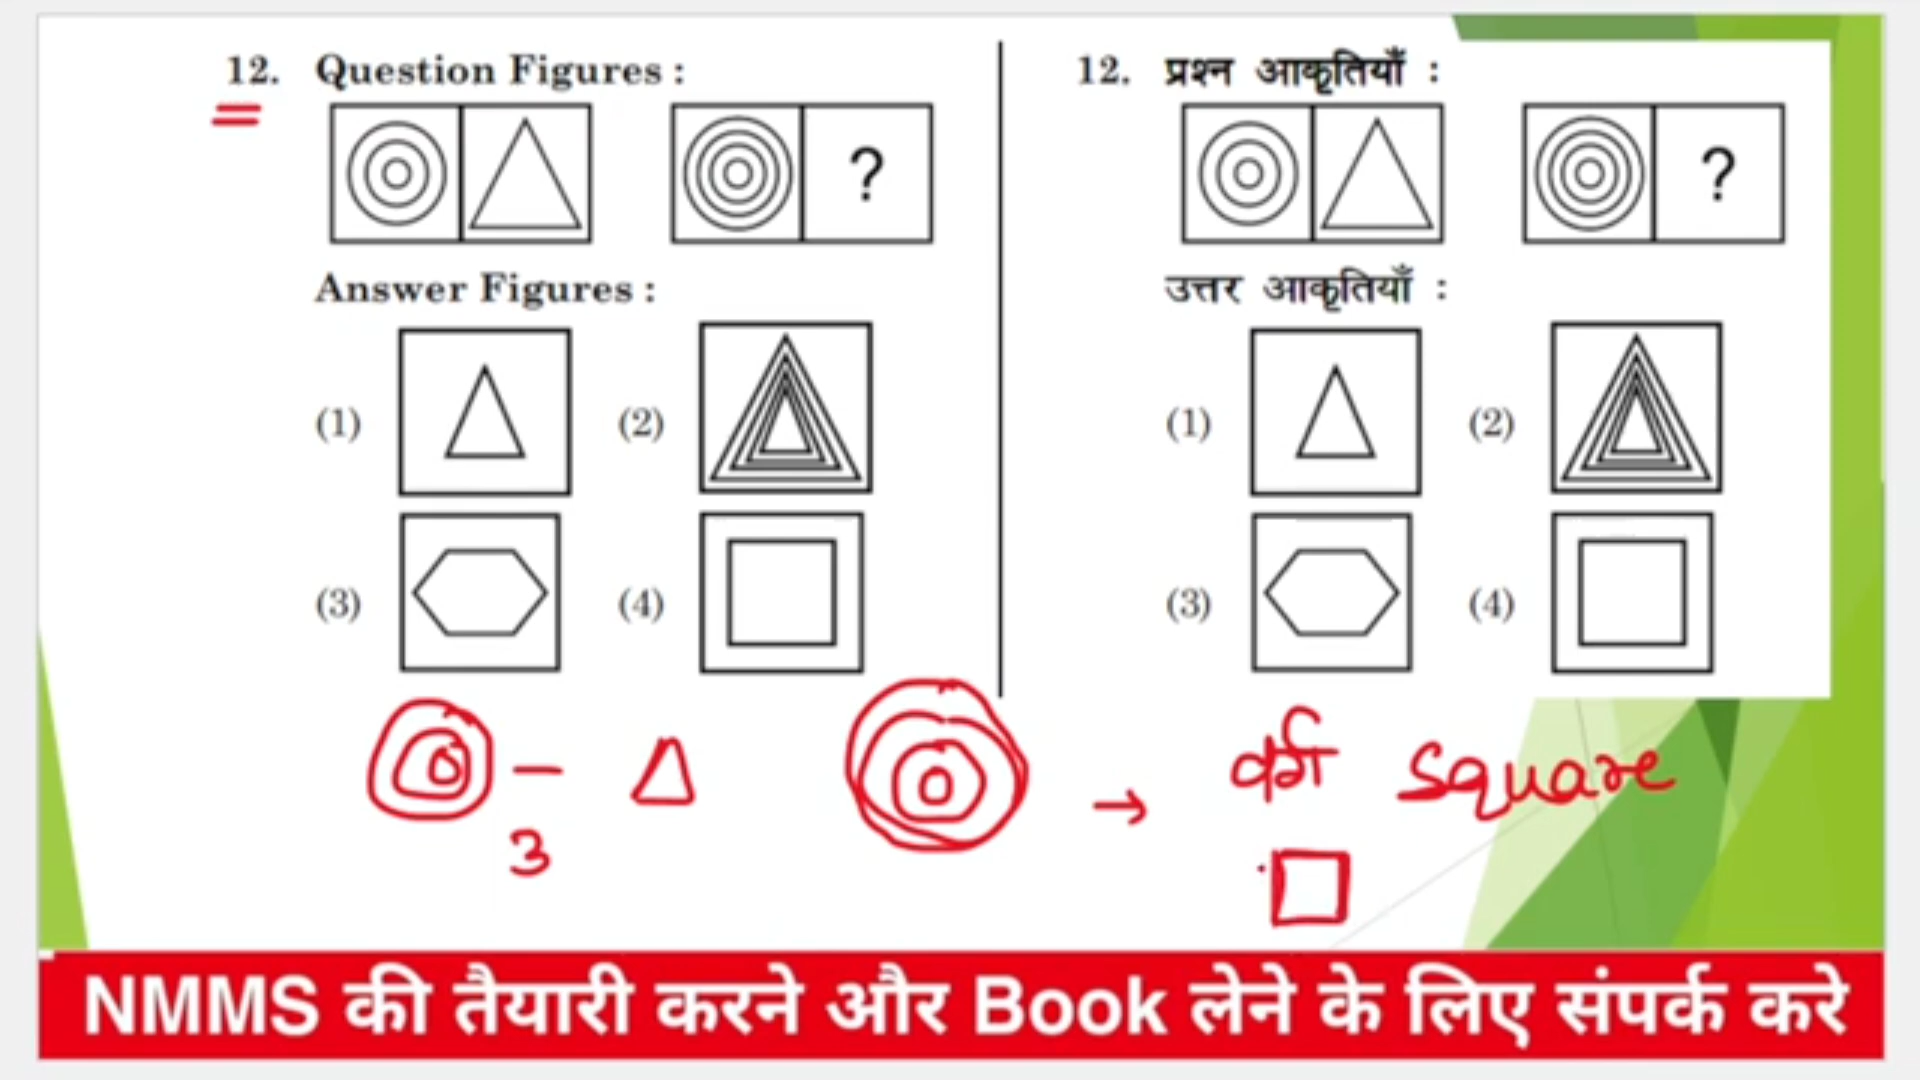 12. Question Figures :
?
Answer Figures :
(1)
(2)
(3)
(4)
12. प्रश्न आकृतियाँ :
?
उत्तर आकृतियाँ :
(1)
(2)
(3)
(4)
3
वर्ग square
NMMS की तैयारी करने और Book लेने के लिए संपर्क करे